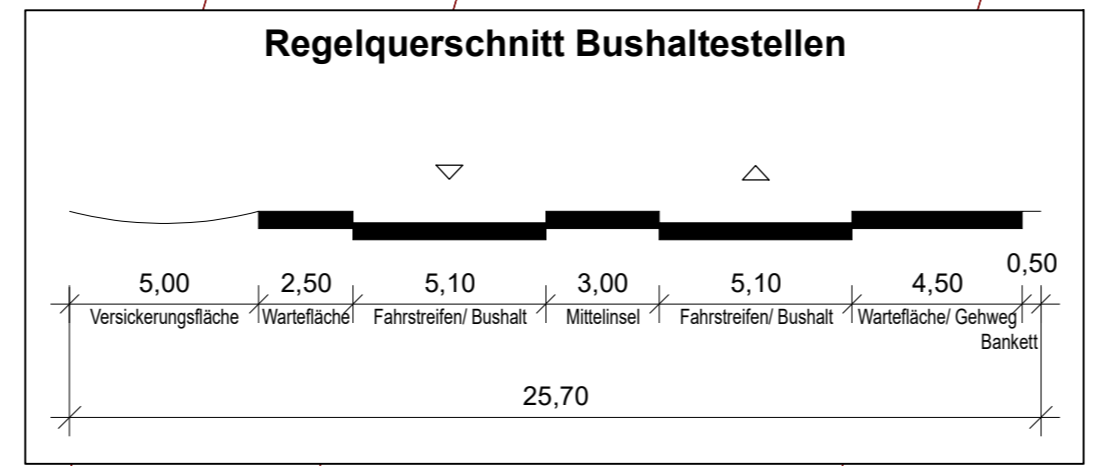 Regelquerschnitt Bushaltestellen
0,50
5,00 2,50 5,10 3,00 5,10 4,50
Versickerungsfläche Wartefläche Fahrstreifen/ Bushalt Mittelinsel Fahrstreifen/ Bushalt Wartefläche/ Gehweg
Bankett
25,70